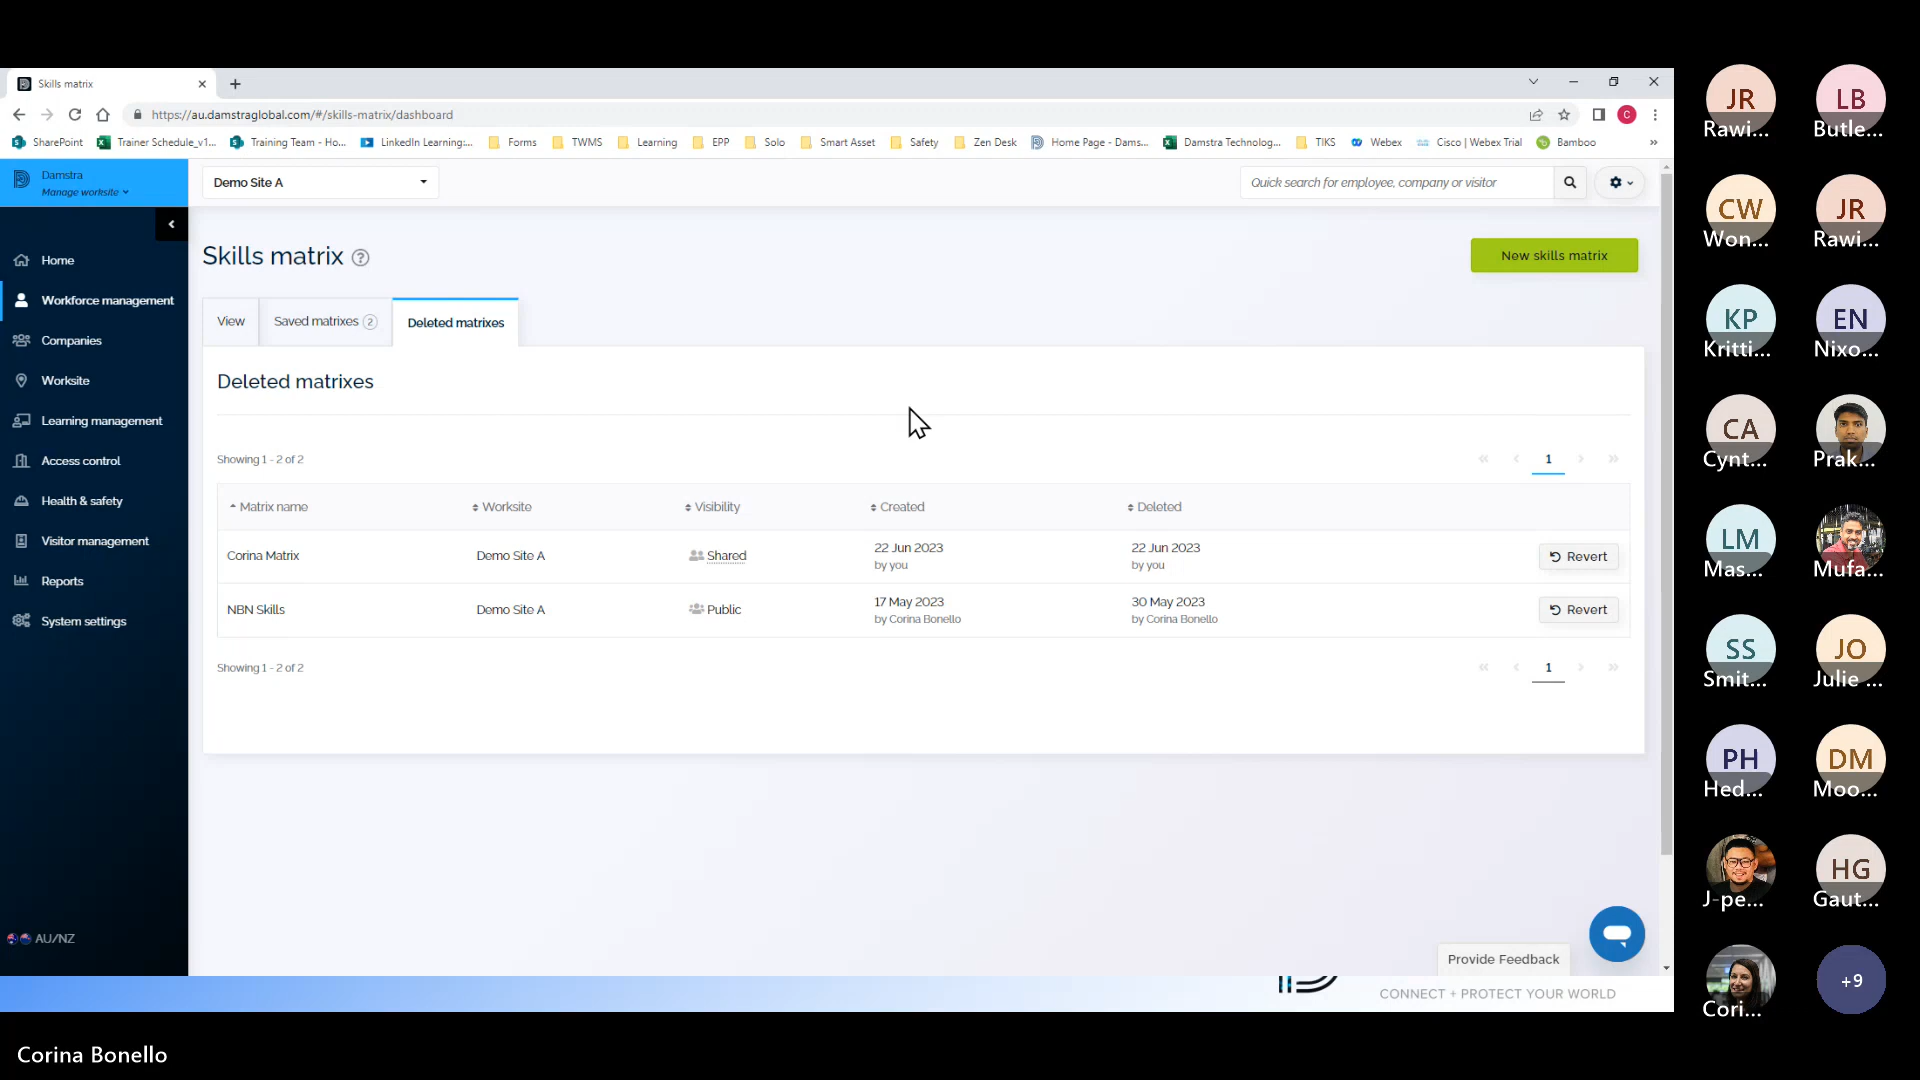 Skills matrix
https://au.damstraglobal.com/#/skills-matrix/dashboard
C
SharePoint
Trainer Schedule_v1...
Training Team - Ho...
LinkedIn Learning:...
Forms
TWMS
Learning
EPP
Solo
Smart Asset
Safety
Zen Desk
Home Page - Dams...
Damstra Technolog...
TIKS
Webex
Cisco | Webex Trial
Bamboo
»
Damstra
Manage worksite
Demo Site A
Quick search for employee, company or visitor
Home
Workforce management
Companies
Worksite
Learning management
Access control
Health & safety
Visitor management
Reports
System settings
AU/NZ
Skills matrix ?
New skills matrix
View
Saved matrixes 2
Deleted matrixes
Deleted matrixes
Showing 1 - 2 of 2
« ‹ 1 › »
Matrix name
Worksite
Visibility
Created
Deleted
Corina Matrix
Demo Site A
Shared
22 Jun 2023
by you
22 Jun 2023
by you
Revert
NBN Skills
Demo Site A
Public
17 May 2023
by Corina Bonello
30 May 2023
by Corina Bonello
Revert
Showing 1 - 2 of 2
« ‹ 1 › »
Provide Feedback
CONNECT + PROTECT YOUR WORLD
Corina Bonello
JR
Rawi...
LB
Butle...
CW
Won...
JR
Rawi...
KP
Kritti...
EN
Nixo...
CA
Cynt...
Prak...
LM
Mas...
Mufa...
SS
Smit...
JO
Julie ...
PH
Hed...
DM
Moo...
J-pe...
HG
Gaut...
Cori...
+9